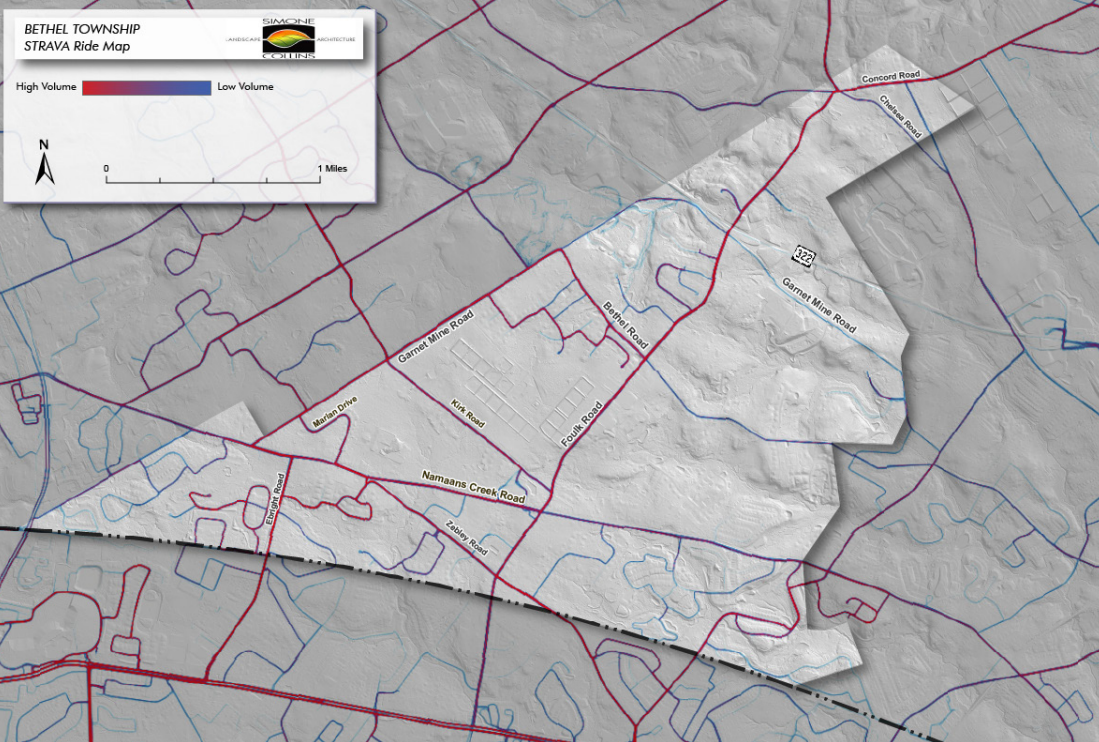 BETHEL TOWNSHIP
STRAVA Ride Map
SIMONE
LANDSCAPE ARCHITECTURE
COLLINS
High Volume
Low Volume
N
0
1 Miles
Concord Road
Chelsea Road
322
Garnet Mine Road
Bethel Road
Garnet Mine Road
Marian Drive
Kirk Road
Foulk Road
Namaans Creek Road
Ebright Road
Zebley Road